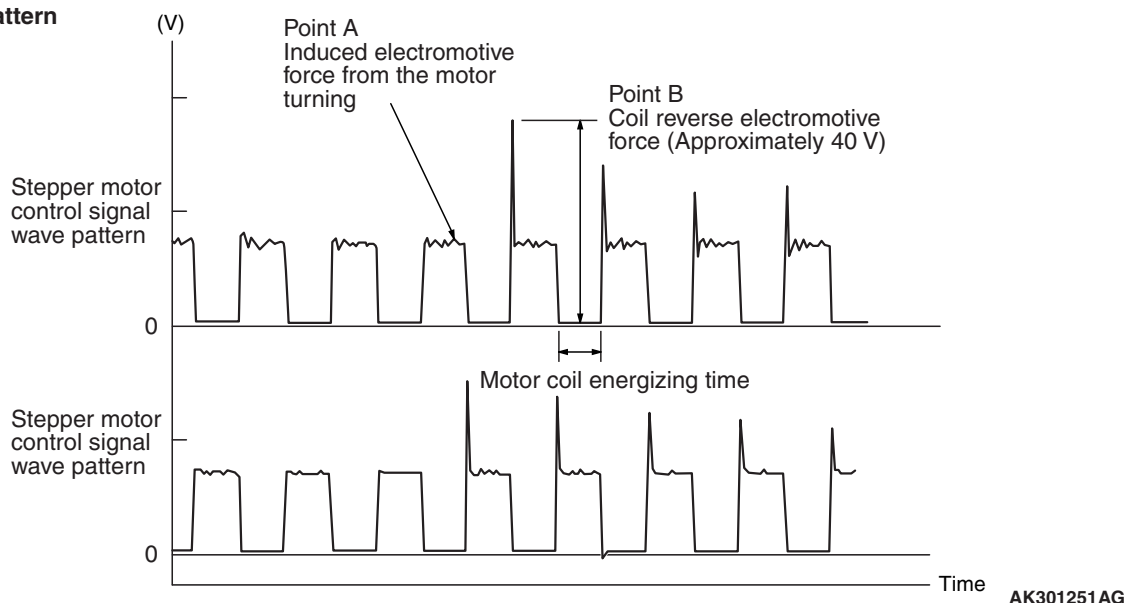 attern
(V)
Point A
Induced electromotive
force from the motor
turning
Point B
Coil reverse electromotive
force (Approximately 40 V)
Stepper motor
control signal
wave pattern
0
Motor coil energizing time
Stepper motor
control signal
wave pattern
0
Time
AK301251AG